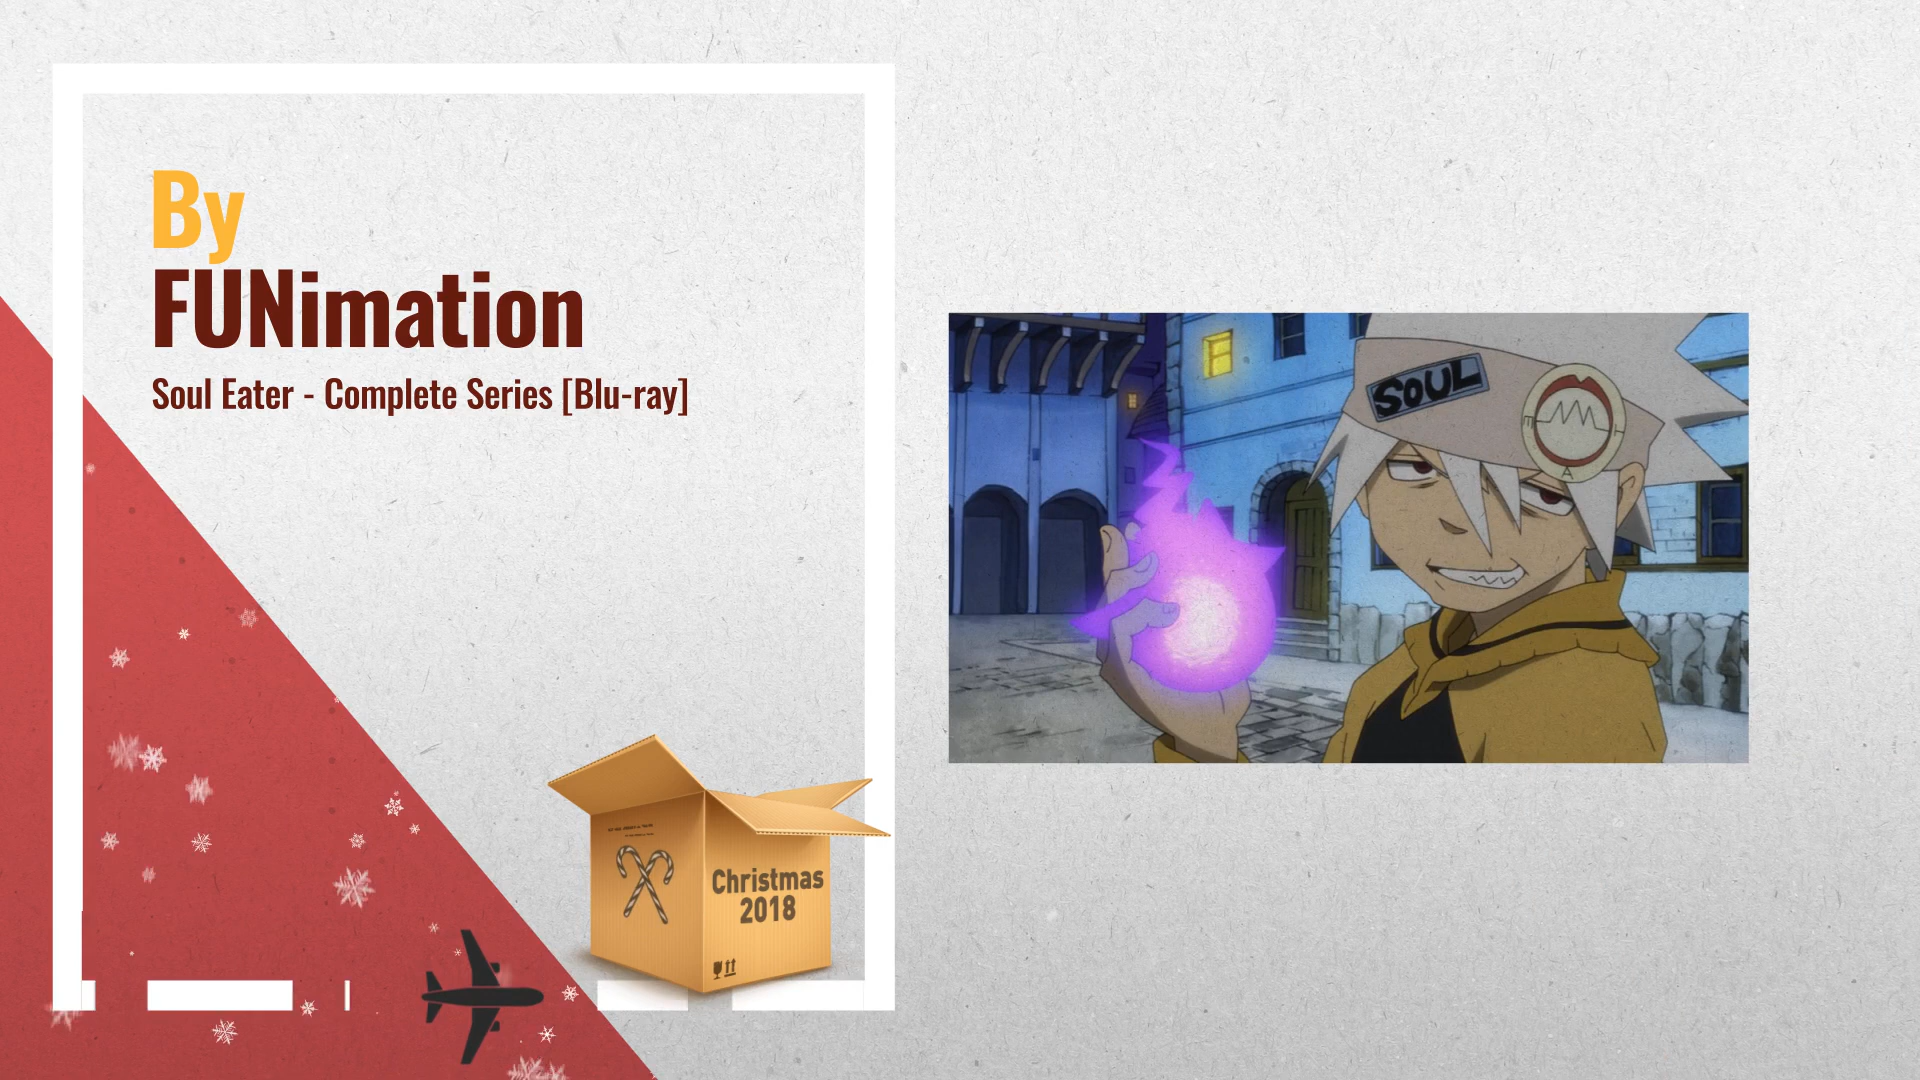 By
FUNimation
Soul Eater - Complete Series [Blu-ray]
SOUL
E
A
Christmas
2018